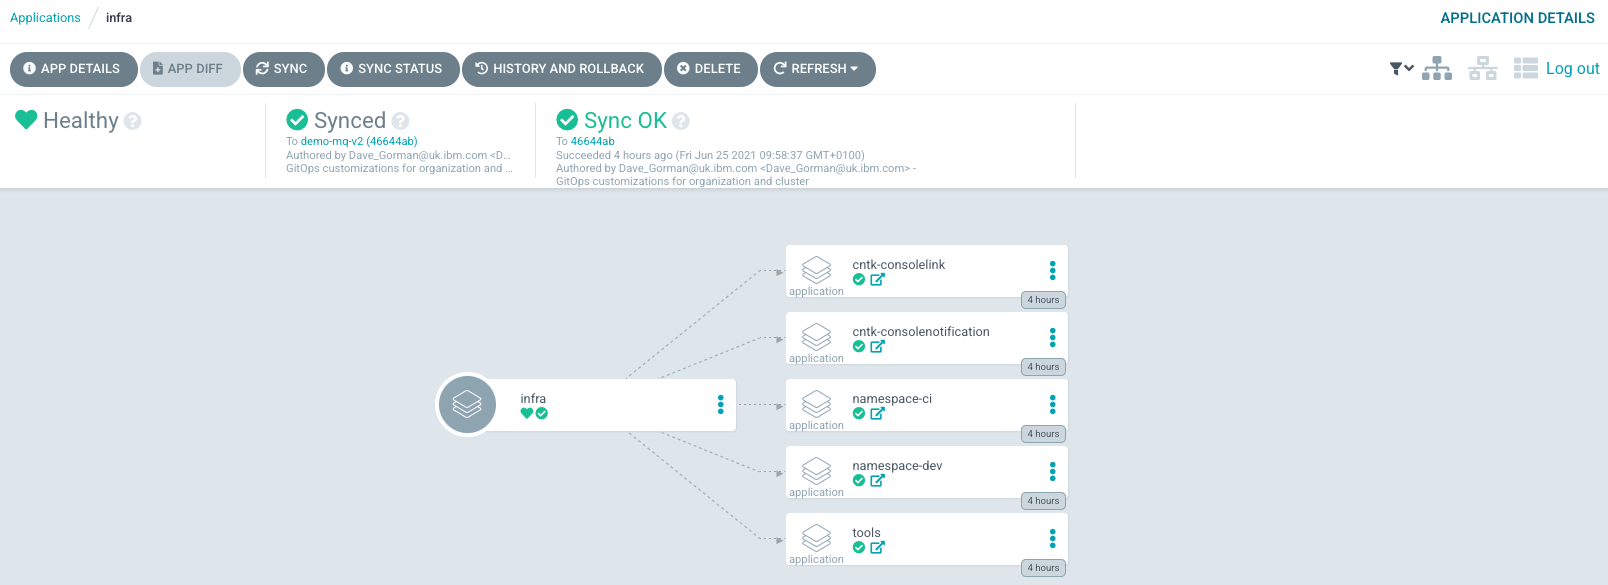 Applications / infra
APPLICATION DETAILS
APP DETAILS
APP DIFF
SYNC
SYNC STATUS
HISTORY AND ROLLBACK
DELETE
REFRESH
Log out
Healthy
Synced
To demo-mq-v2 (46644ab)
Authored by Dave_Gorman@uk.ibm.com <D...
GitOps customizations for organization and ...
Sync OK
To 46644ab
Succeeded 4 hours ago (Fri Jun 25 2021 09:58:37 GMT+0100)
Authored by Dave_Gorman@uk.ibm.com <Dave_Gorman@uk.ibm.com> -
GitOps customizations for organization and cluster
infra
cntk-consolelink
application
4 hours
cntk-consolenotification
application
4 hours
namespace-ci
application
4 hours
namespace-dev
application
4 hours
tools
application
4 hours